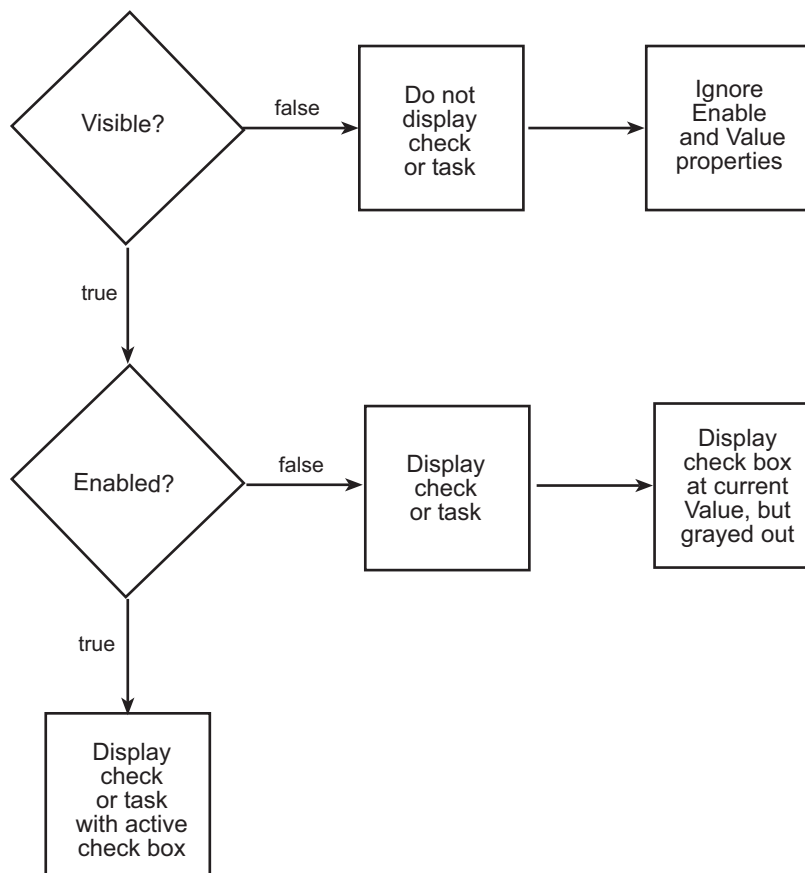 Visible?
false
Do not
display
check
or task
Ignore
Enable
and Value
properties
true
Enabled?
false
Display
check
or task
Display
check box
at current
Value, but
grayed out
true
Display
check
or task
with active
check box